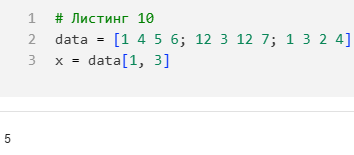 1 # Листинг 10
2 data = [1 4 5 6; 12 3 12 7; 1 3 2 4]
3 x = data[1, 3]
5